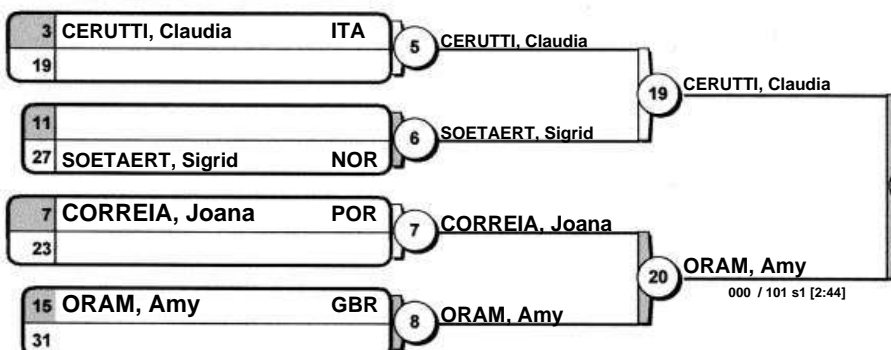 3 CERUTTI, Claudia ITA
19
5 CERUTTI, Claudia
11
27 SOETAERT, Sigrid NOR
6 SOETAERT, Sigrid
19 CERUTTI, Claudia
7 CORREIA, Joana POR
23
7 CORREIA, Joana
15 ORAM, Amy GBR
31
8 ORAM, Amy
20 ORAM, Amy
000 / 101 s1 [2:44]